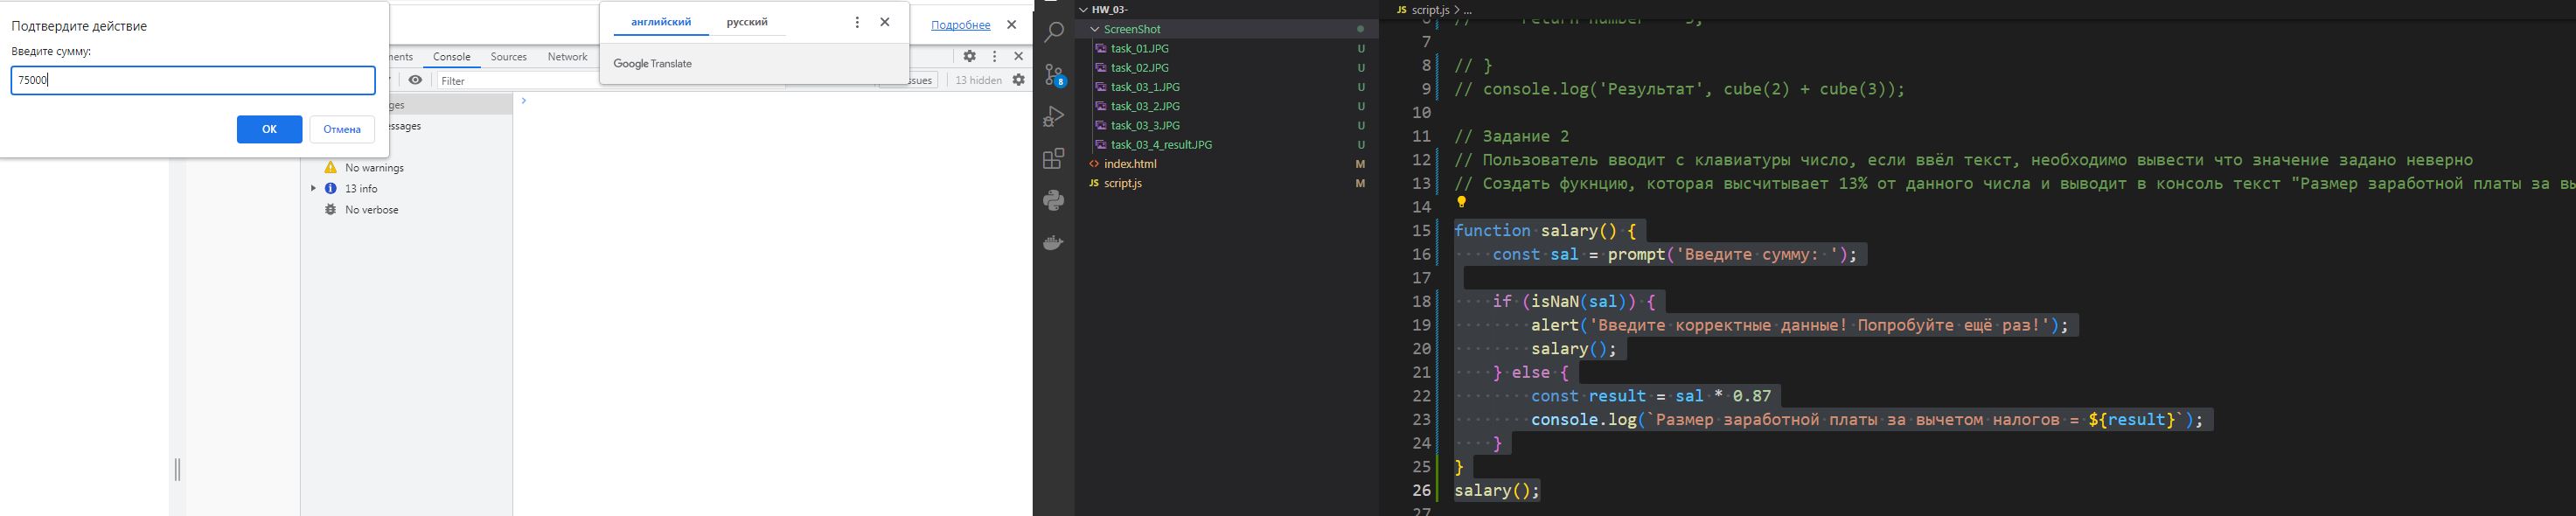 Подтвердите действие
Введите сумму:
75000
OK
Отмена
английский
русский
Google Translate
Подробнее
ments
Console
Sources
Network
Filter
ssues
13 hidden
ges
essages
No warnings
13 info
No verbose
HW_03-
ScreenShot
task_01.JPG U
task_02.JPG U
task_03_1.JPG U
task_03_2.JPG U
task_03_3.JPG U
task_03_4_result.JPG U
index.html M
JS script.js M
8
JS script.js > ...
7
8 // }
9 // console.log('Результат', cube(2) + cube(3));
10
11 // Задание 2
12 // Пользователь вводит с клавиатуры число, если ввёл текст, необходимо вывести что значение задано неверно
13 // Создать фукнцию, которая высчитывает 13% от данного числа и выводит в консоль текст "Размер заработной платы за вы
14
15 function salary() {
16 const sal = prompt('Введите сумму: ');
17
18 if (isNaN(sal)) {
19 alert('Введите корректные данные! Попробуйте ещё раз!');
20 salary();
21 } else {
22 const result = sal * 0.87
23 console.log(`Размер заработной платы за вычетом налогов = ${result}`);
24 }
25 }
26 salary();
27